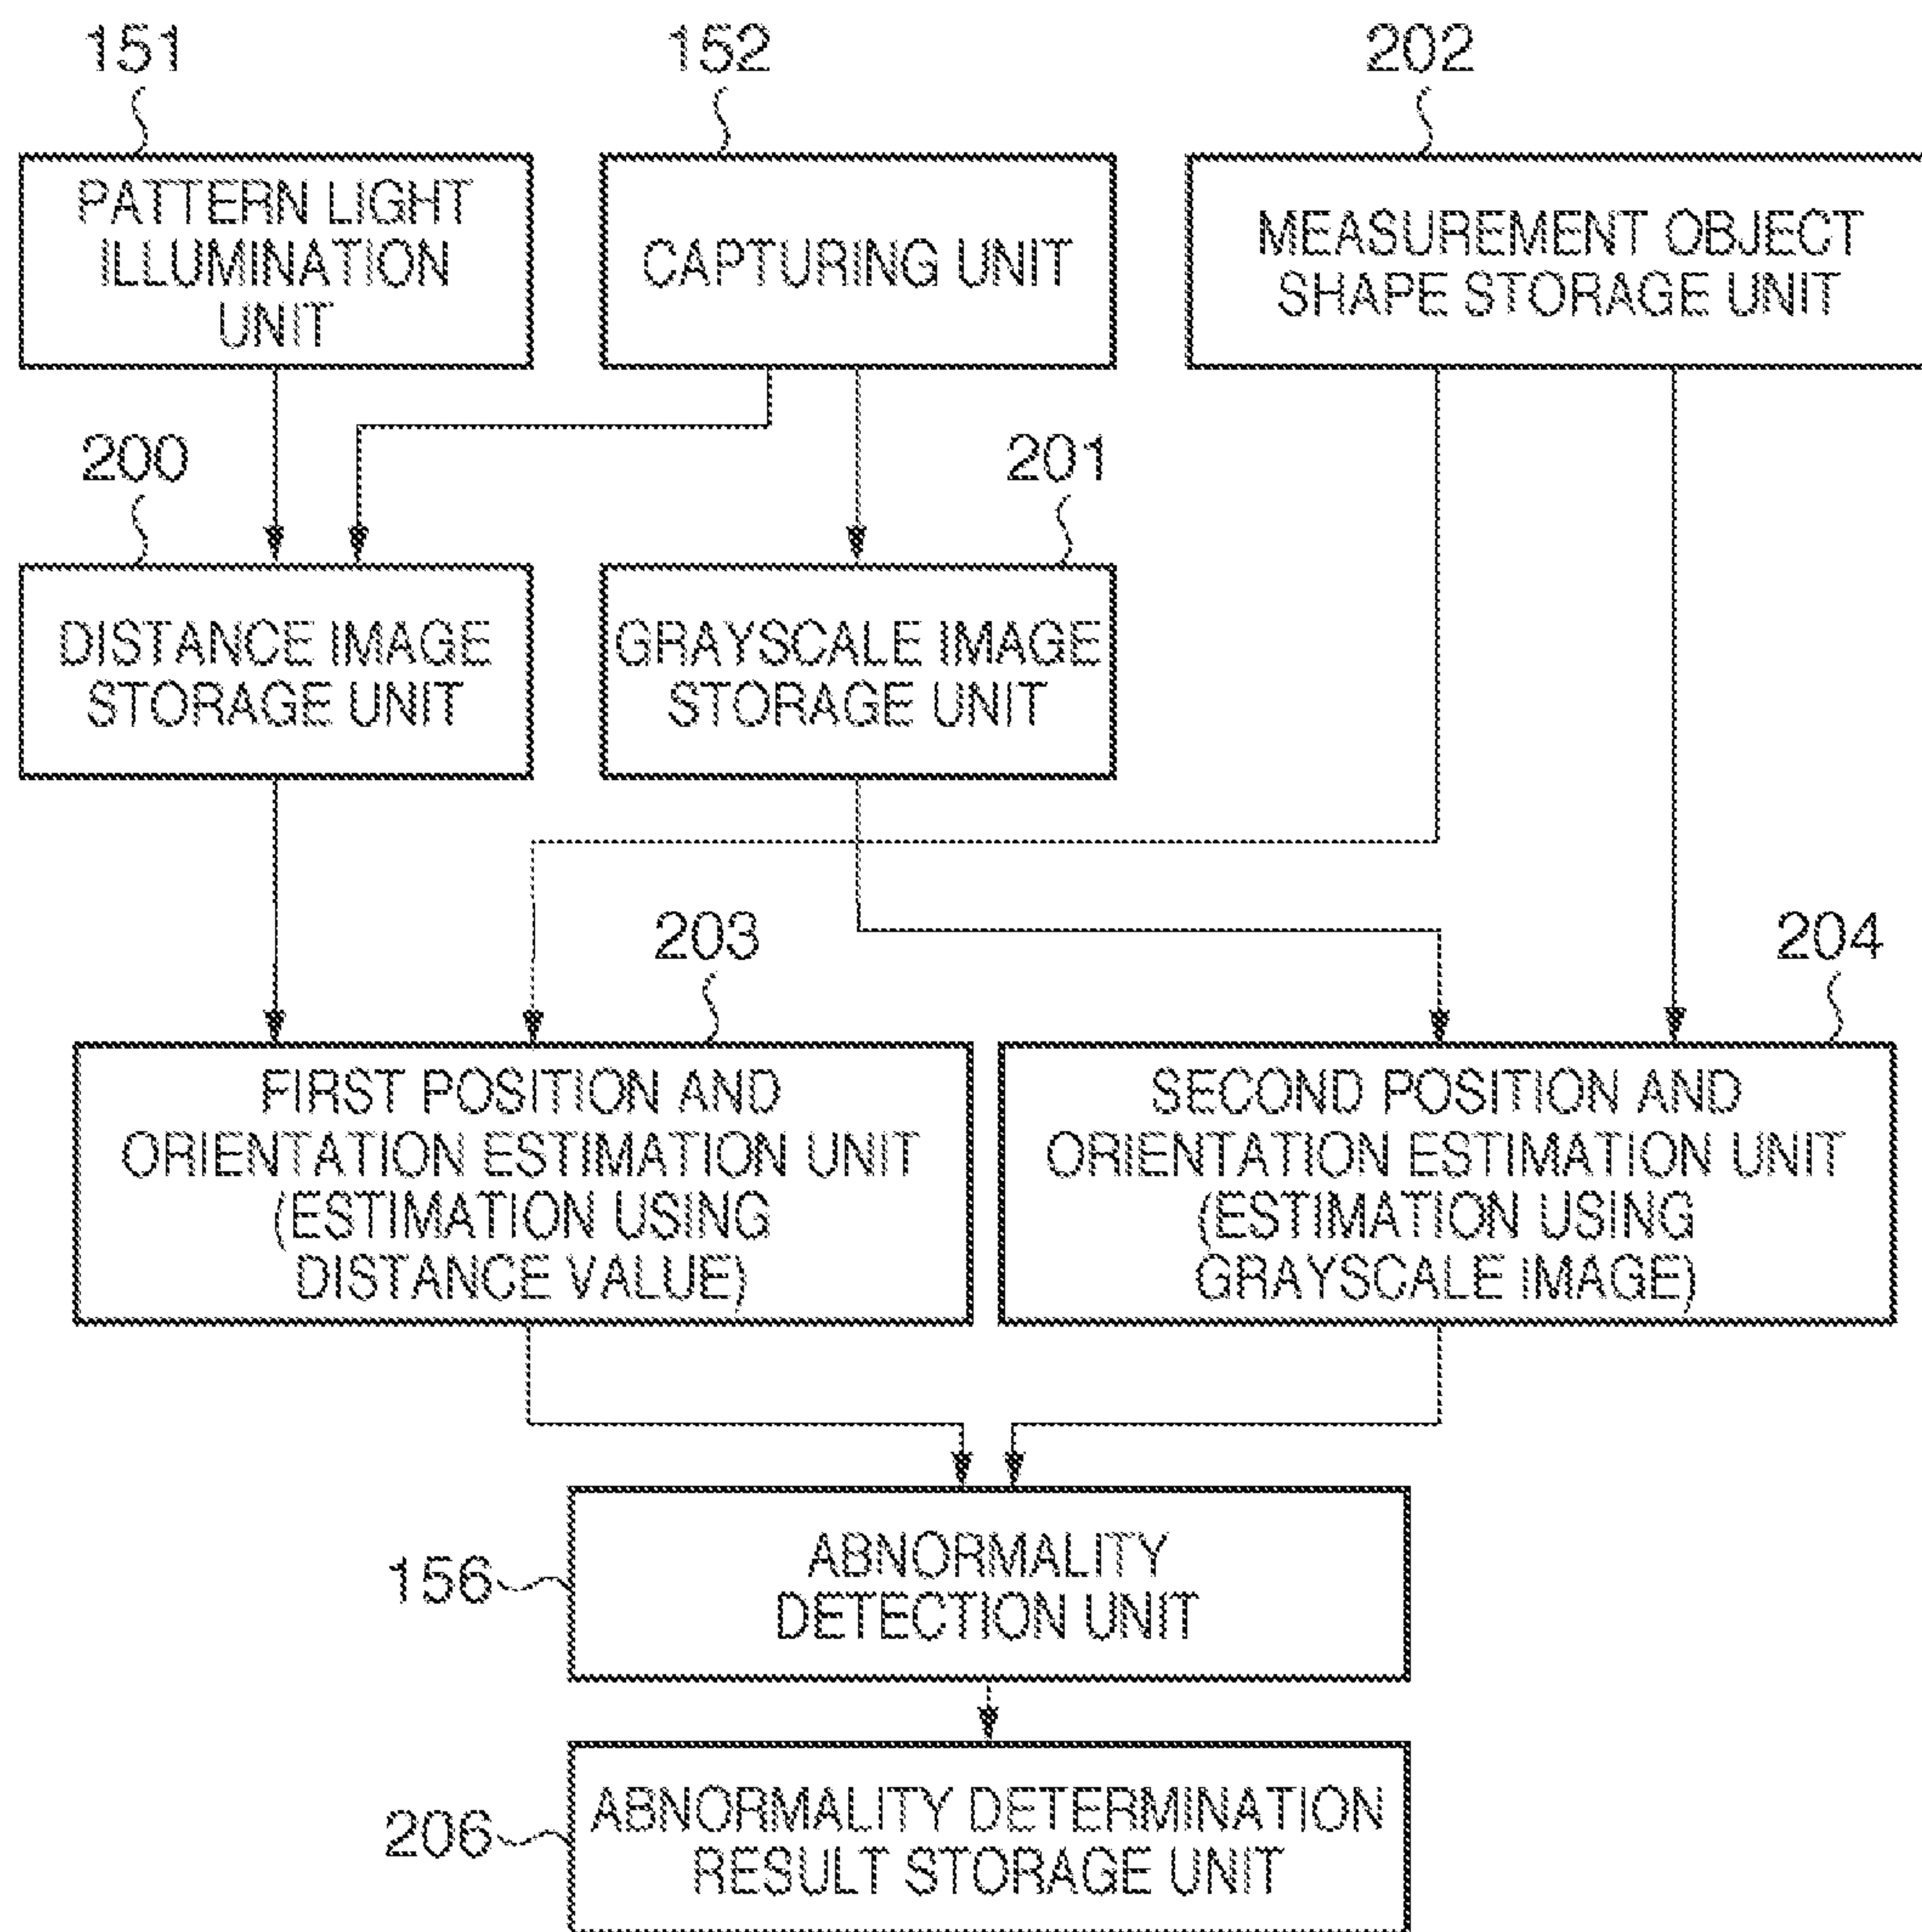 151
152
202
PATTERN LIGHT
ILLUMINATION
UNIT
CAPTURING UNIT
MEASUREMENT OBJECT
SHAPE STORAGE UNIT
200
201
DISTANCE IMAGE
STORAGE UNIT
GRAYSCALE IMAGE
STORAGE UNIT
203
204
FIRST POSITION AND
ORIENTATION ESTIMATION UNIT
(ESTIMATION USING
DISTANCE VALUE)
SECOND POSITION AND
ORIENTATION ESTIMATION UNIT
(ESTIMATION USING
GRAYSCALE IMAGE)
156
ABNORMALITY
DETECTION UNIT
206
ABNORMALITY DETERMINATION
RESULT STORAGE UNIT